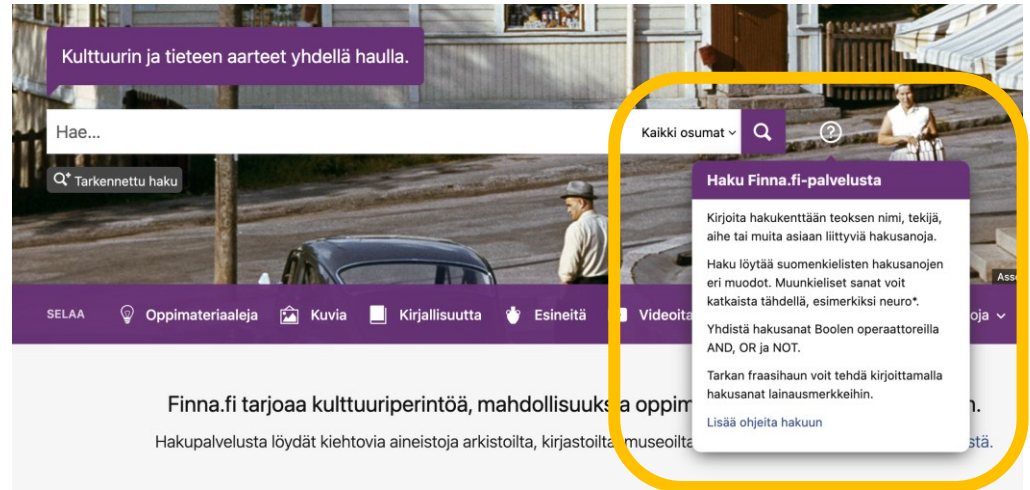 Kulttuurin ja tieteen aarteet yhdellä haulla.
Hae...
Kaikki osumat
Tarkennettu haku
Haku Finna.fi-palvelusta
Kirjoita hakukenttään teoksen nimi, tekijä,
aihe tai muita asiaan liittyviä hakusanoja.
Haku löytää suomenkielisten hakusanojen
eri muodot. Muunkieliset sanat voit
katkaista tähdellä, esimerkiksi neuro*.
Yhdistä hakusanat Boolen operaattoreilla
AND, OR ja NOT.
Tarkan fraasihaun voit tehdä kirjoittamalla
hakusanat lainausmerkkeihin.
Lisää ohjeita hakuun
SELAA Oppimateriaaleja Kuvia Kirjallisuutta Esineitä Videoita
Finna.fi tarjoaa kulttuuriperintöä, mahdollisuuksia
Hakupalvelusta löydät kiehtovia aineistoja arkistoilta, kirjastoilta, museoilta